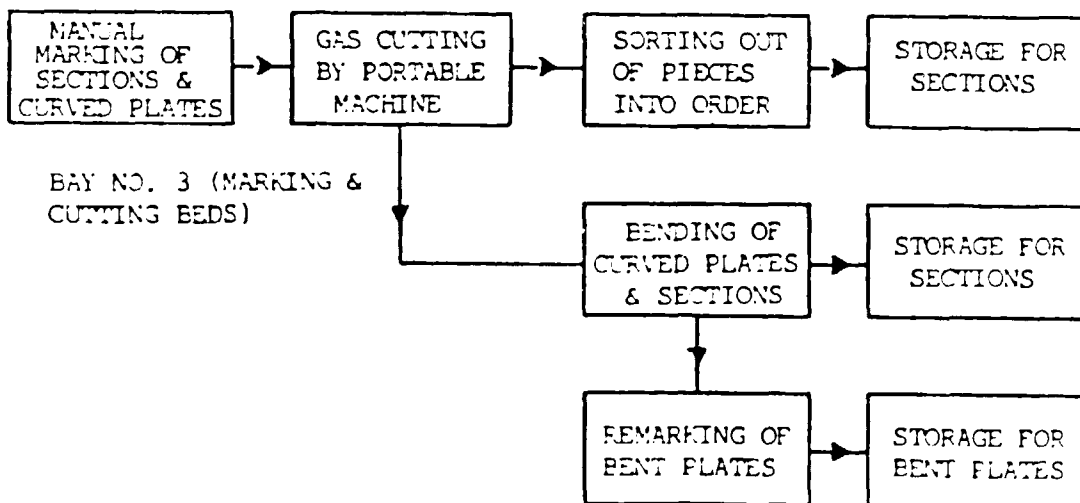 MANUAL
MARKING OF
SECTIONS &
CURVED PLATES
GAS CUTTING
BY PORTABLE
MACHINE
SORTING OUT
OF PIECES
INTO ORDER
STORAGE FOR
SECTIONS
BAY NO. 3 (MARKING &
CUTTING BEDS)
BENDING OF
CURVED PLATES
& SECTIONS
STORAGE FOR
SECTIONS
REMARKING OF
BENT PLATES
STORAGE FOR
BENT PLATES